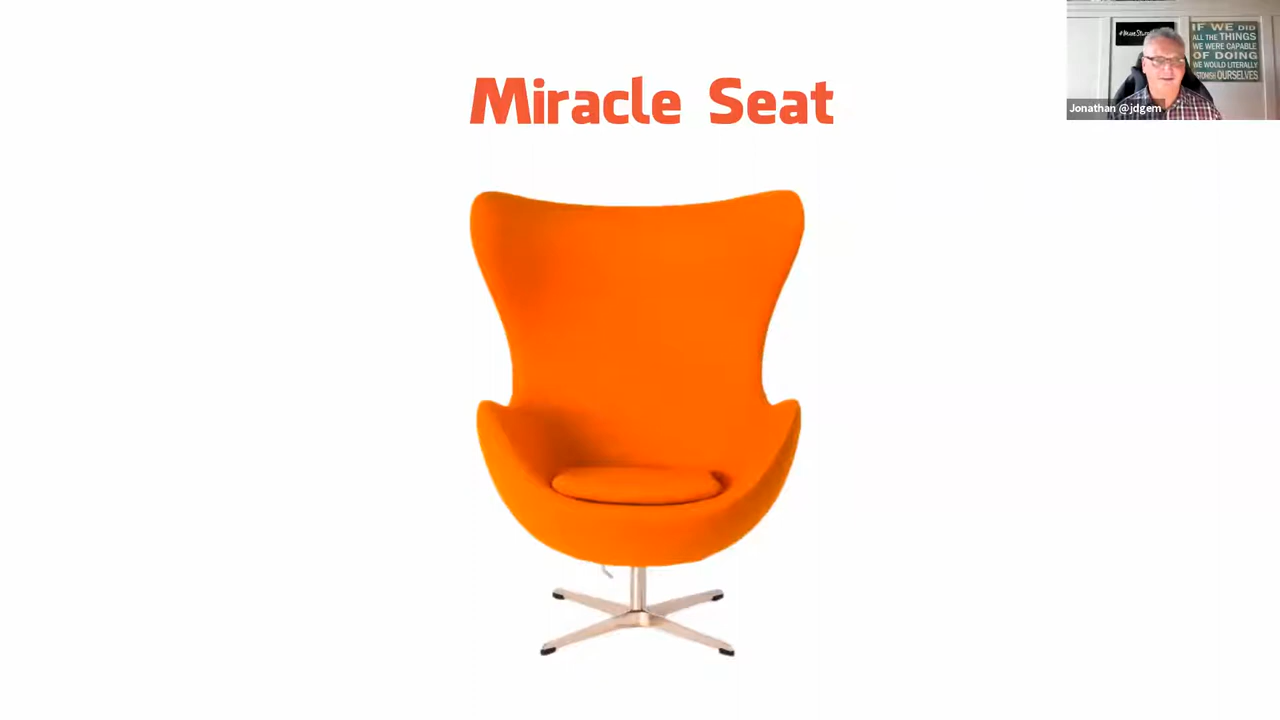 Miracle Seat
IF WE DID
ALL THE THINGS
WE WERE CAPABLE
OF DOING
WE WOULD LITERALLY
ASTONISH OURSELVES
Jonathan @jdgem